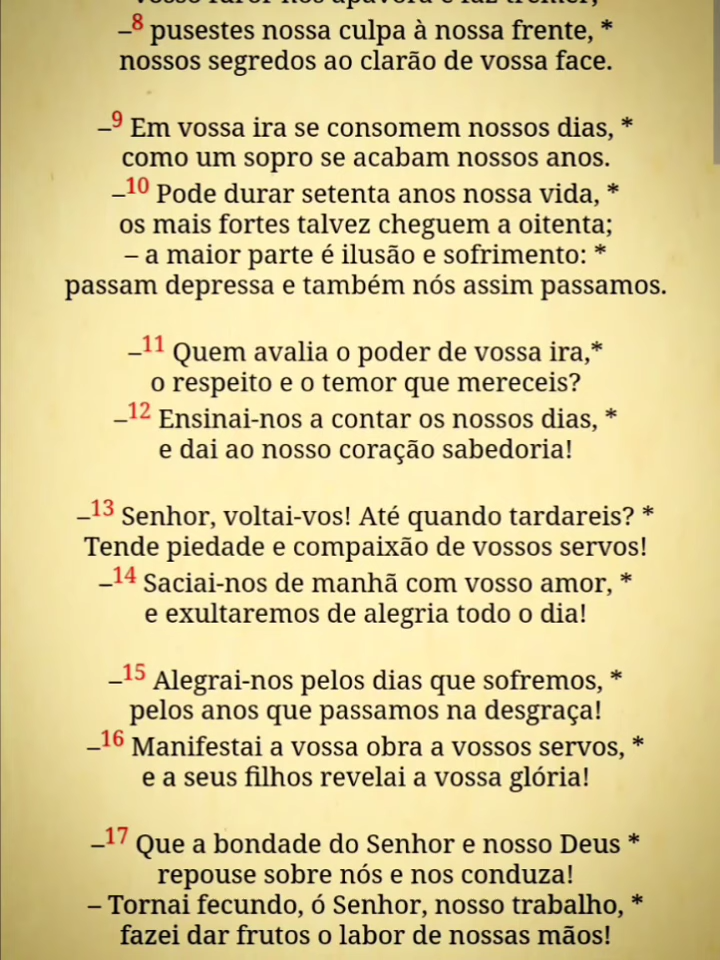 –8 pusestes nossa culpa à nossa frente, *
nossos segredos ao clarão de vossa face.
–9 Em vossa ira se consomem nossos dias, *
como um sopro se acabam nossos anos.
–10 Pode durar setenta anos nossa vida, *
os mais fortes talvez cheguem a oitenta;
– a maior parte é ilusão e sofrimento: *
passam depressa e também nós assim passamos.
–11 Quem avalia o poder de vossa ira,*
o respeito e o temor que mereceis?
–12 Ensinai-nos a contar os nossos dias, *
e dai ao nosso coração sabedoria!
–13 Senhor, voltai-vos! Até quando tardareis? *
Tende piedade e compaixão de vossos servos!
–14 Saciai-nos de manhã com vosso amor, *
e exultaremos de alegria todo o dia!
–15 Alegrai-nos pelos dias que sofremos, *
pelos anos que passamos na desgraça!
–16 Manifestai a vossa obra a vossos servos, *
e a seus filhos revelai a vossa glória!
–17 Que a bondade do Senhor e nosso Deus *
repouse sobre nós e nos conduza!
– Tornai fecundo, ó Senhor, nosso trabalho, *
fazei dar frutos o labor de nossas mãos!